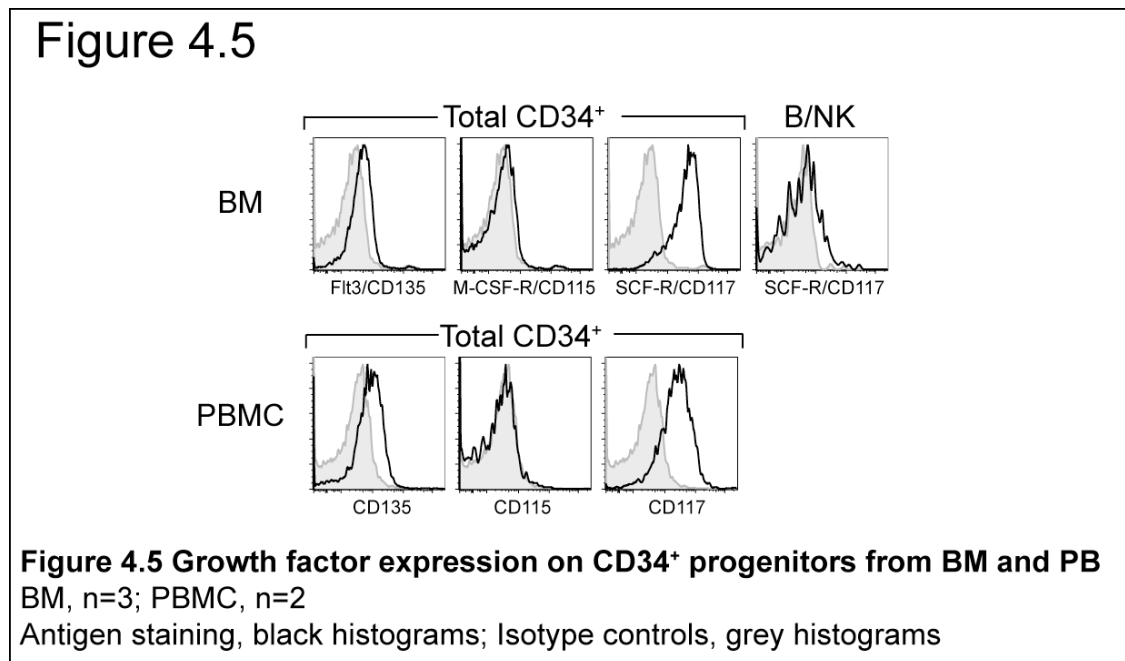 Figure 4.5
Total CD34⁺ B/NK
BM
Flt3/CD135 M-CSF-R/CD115 SCF-R/CD117 SCF-R/CD117
Total CD34⁺
PBMC
CD135 CD115 CD117
Figure 4.5 Growth factor expression on CD34⁺ progenitors from BM and PB
BM, n=3; PBMC, n=2
Antigen staining, black histograms; Isotype controls, grey histograms